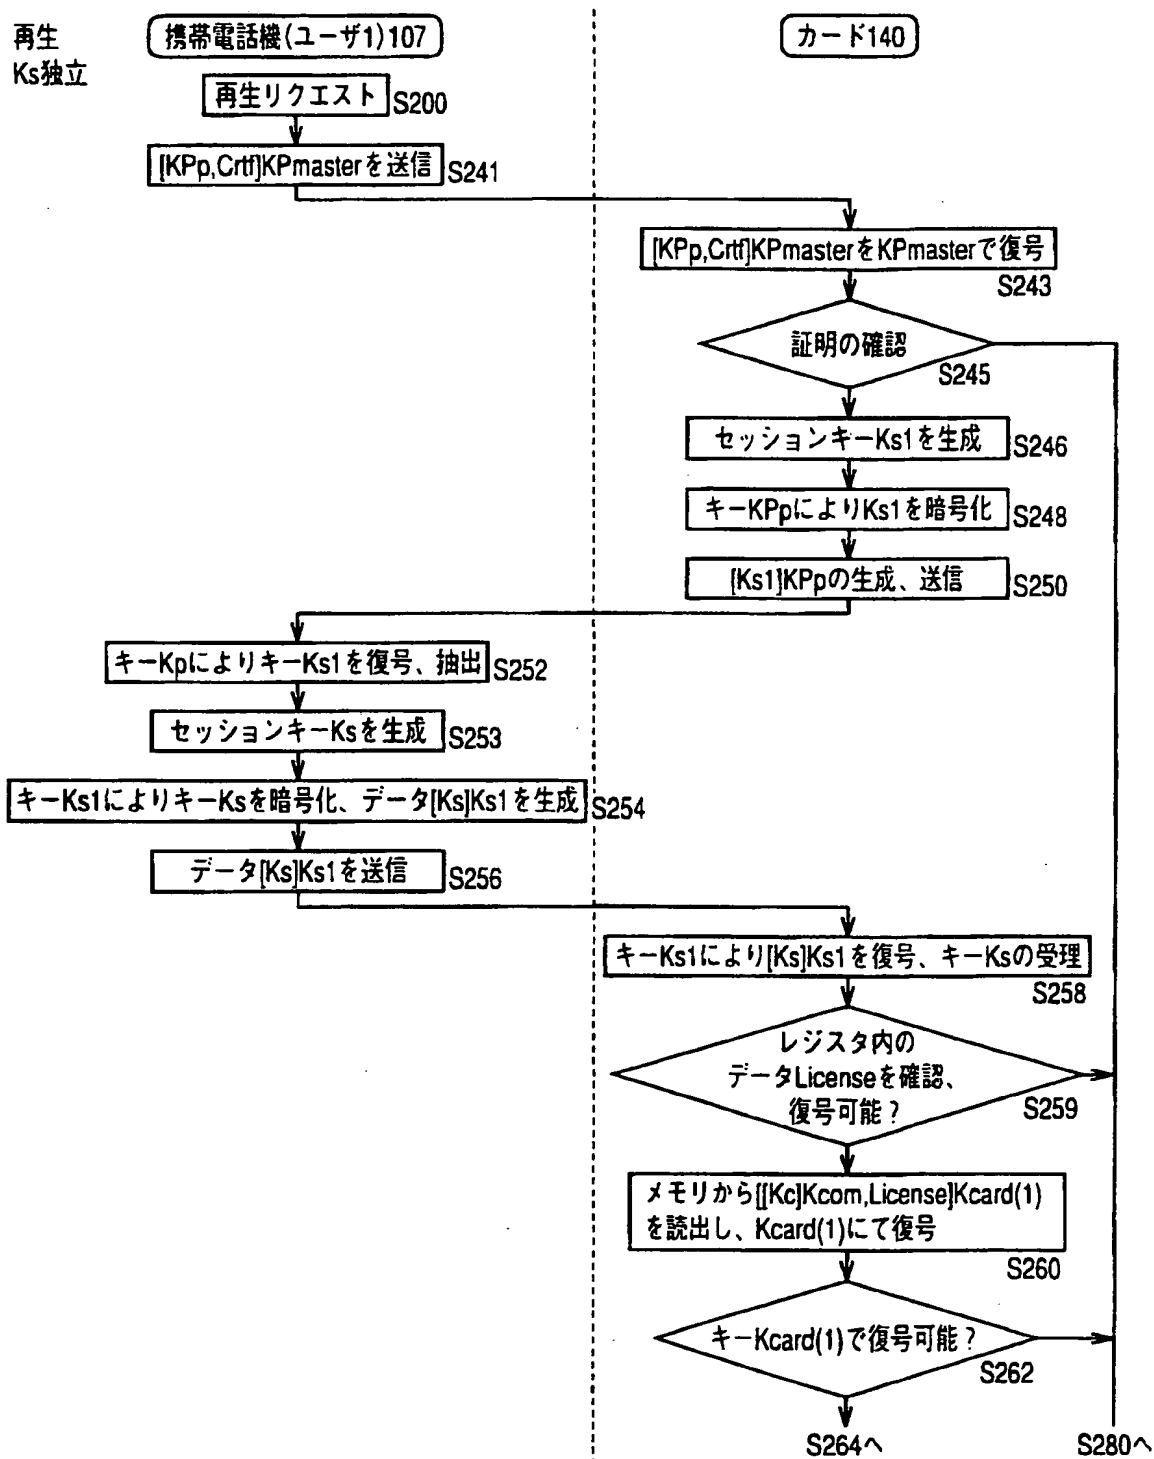 再生
Ks独立
携帯電話機(ユーザ1)107
カード140
再生リクエスト
S200
[KPp,Crtf]KPmasterを送信
S241
[KPp,Crtf]KPmasterをKPmasterで復号
S243
証明の確認
S245
セッションキーKs1を生成
S246
キーKPpによりKs1を暗号化
S248
[Ks1]KPpの生成、送信
S250
キーKpによりキーKs1を復号、抽出
S252
セッションキーKsを生成
S253
キーKs1によりキーKsを暗号化、データ[Ks]Ks1を生成
S254
データ[Ks]Ks1を送信
S256
キーKs1により[Ks]Ks1を復号、キーKsの受理
S258
レジスタ内の
データLicenseを確認、
復号可能？
S259
メモリから[[Kc]Kcom,License]Kcard(1)
を読出し、Kcard(1)にて復号
S260
キーKcard(1)で復号可能？
S262
S264へ
S280へ